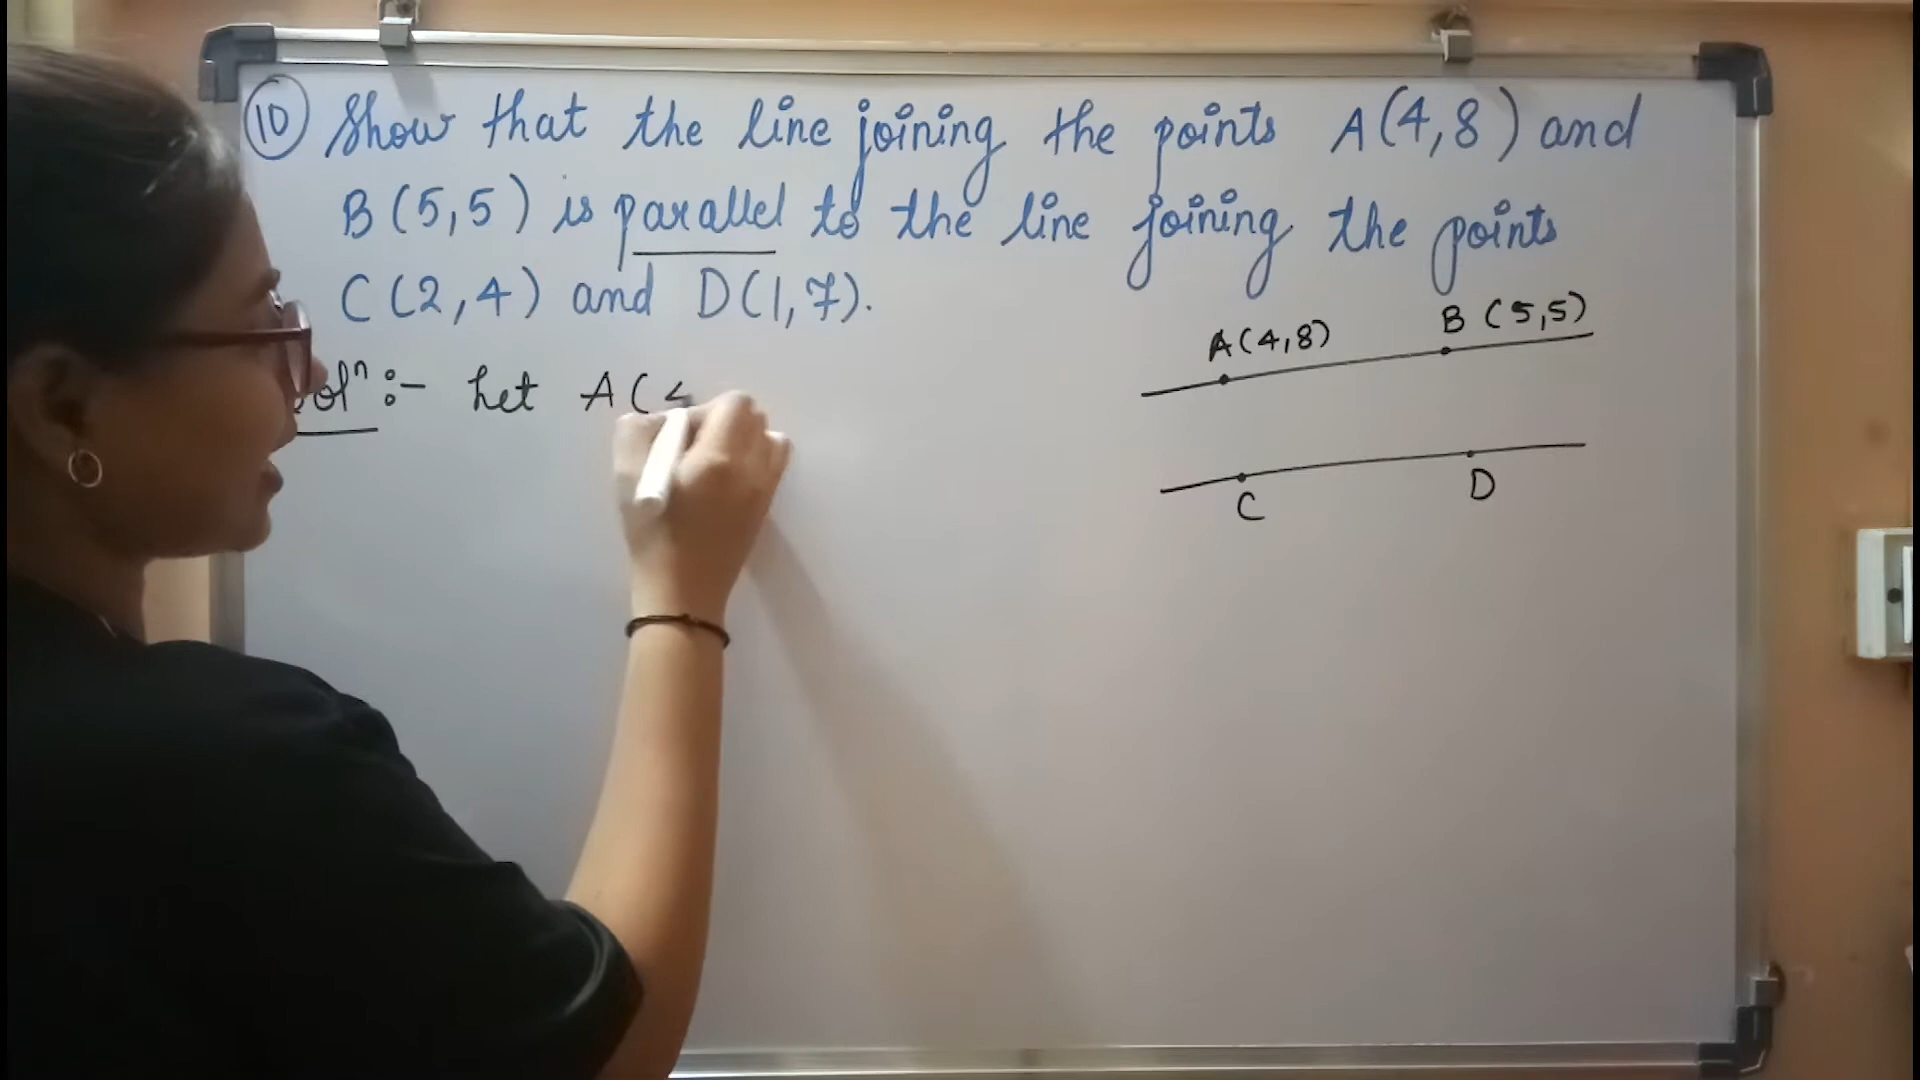 10 Show that the line joining the points A(4,8) and
B(5,5) is parallel to the line joining the points
C(2,4) and D(1,7).
A(4,8) B (5,5)
:- Let A(
C D